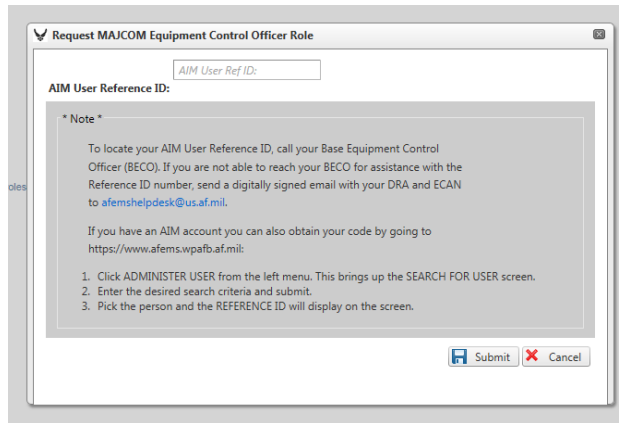 Request MAJCOM Equipment Control Officer Role
AIM User Ref ID:
AIM User Reference ID:
* Note *
To locate your AIM User Reference ID, call your Base Equipment Control
Officer (BECO). If you are not able to reach your BECO for assistance with the
Reference ID number, send a digitally signed email with your DRA and ECAN
oles
to afemshelpdesk@us.af.mil.
If you have an AIM account you can also obtain your code by going to
https://www.afems.wpafb.af.mil:
1. Click ADMINISTER USER from the left menu. This brings up the SEARCH FOR USER screen.
2. Enter the desired search criteria and submit.
3. Pick the person and the REFERENCE ID will display on the screen.
Submit Cancel